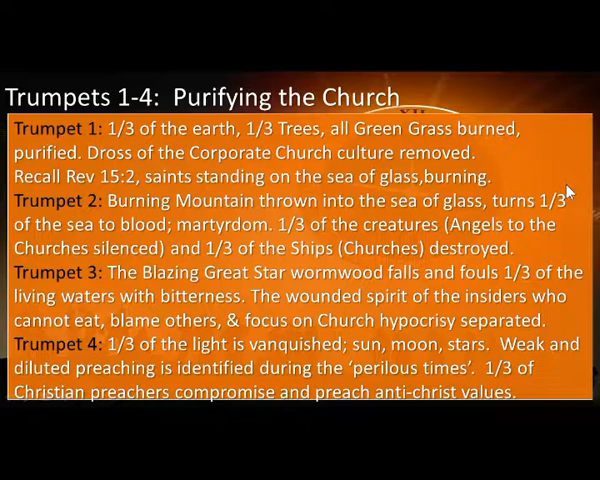 Trumpets 1-4:  Purifying the Church
XII
Trumpet 1: 1/3 of the earth, 1/3 Trees, all Green Grass burned,
purified. Dross of the Corporate Church culture removed.
Recall Rev 15:2, saints standing on the sea of glass,burning.
Trumpet 2: Burning Mountain thrown into the sea of glass, turns 1/3
of the sea to blood; martyrdom. 1/3 of the creatures (Angels to the
Churches silenced) and 1/3 of the Ships (Churches) destroyed.
Trumpet 3: The Blazing Great Star wormwood falls and fouls 1/3 of the
living waters with bitterness. The wounded spirit of the insiders who
cannot eat, blame others, & focus on Church hypocrisy separated.
Trumpet 4: 1/3 of the light is vanquished; sun, moon, stars.  Weak and
diluted preaching is identified during the ‘perilous times’.  1/3 of
Christian preachers compromise and preach anti-christ values.